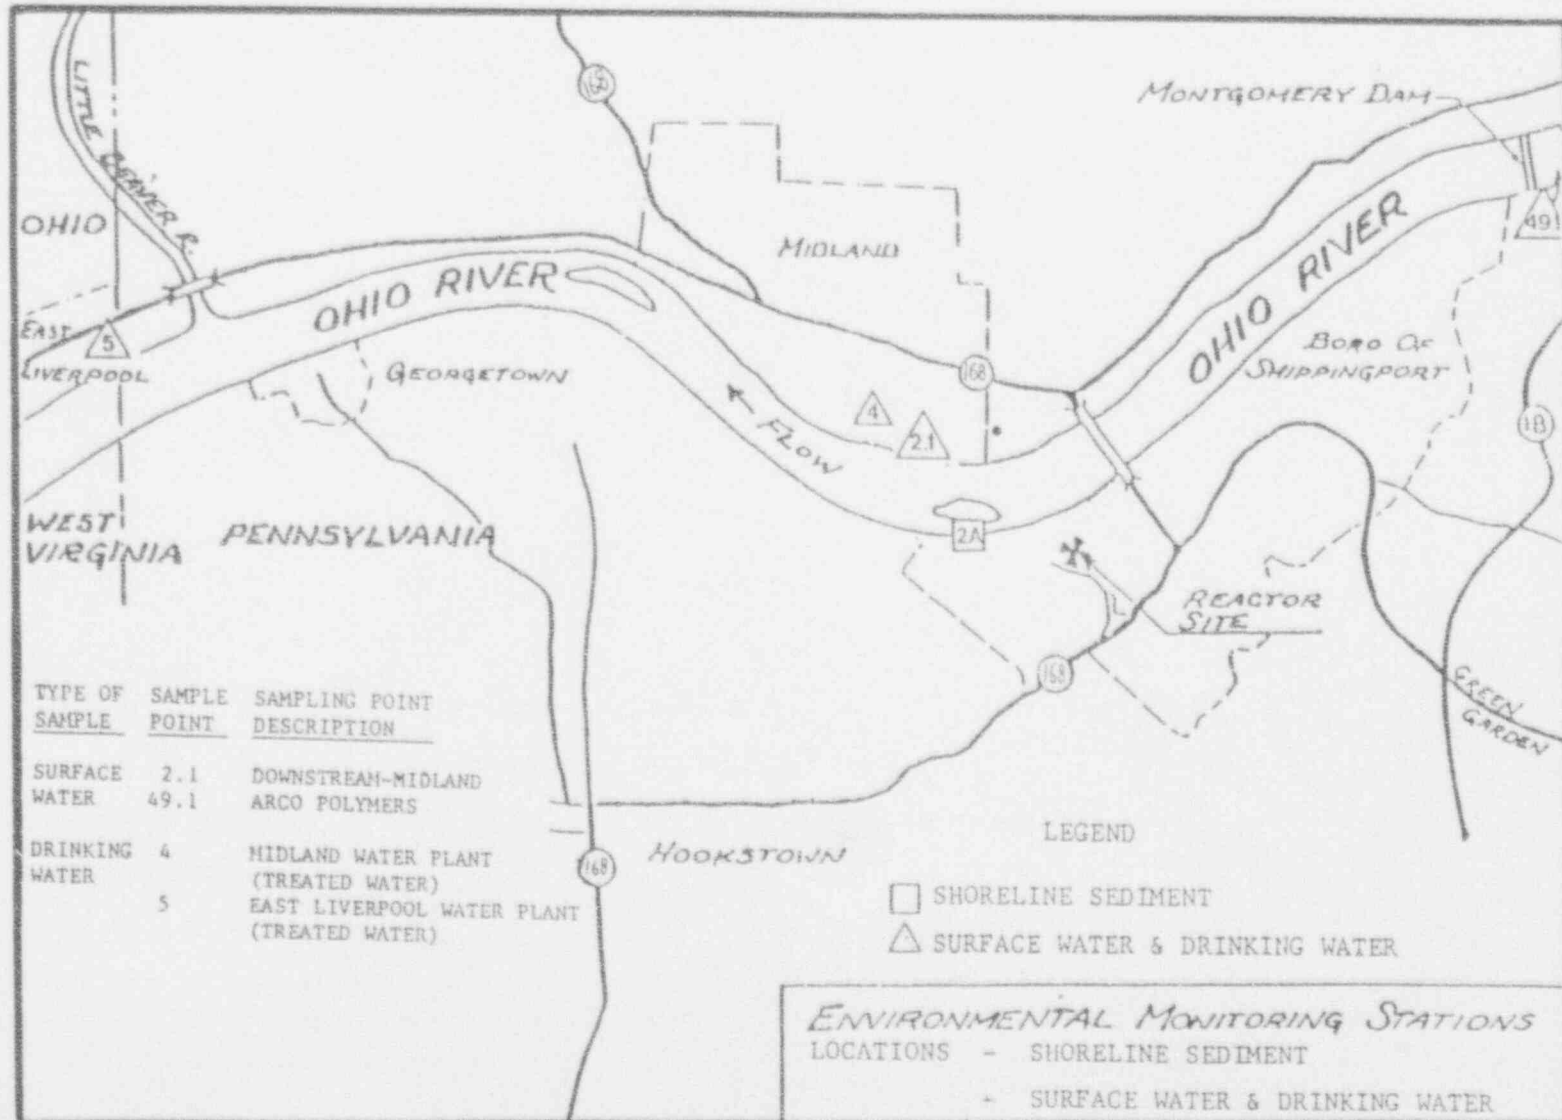 168
MONTGOMERY DAM
LITTLE BEAVER R.
OHIO
49.1
MIDLAND
OHIO RIVER
OHIO RIVER
EAST
LIVERPOOL
5
GEORGETOWN
BORO OF
SHIPPINGPORT
168
4
2.1
FLOW
18
WEST
VIRGINIA
PENNSYLVANIA
2A
REACTOR
SITE
168
GREEN
GARDEN
TYPE OF SAMPLE SAMPLING POINT
SAMPLE POINT DESCRIPTION
SURFACE 2.1 DOWNSTREAM-MIDLAND
WATER 49.1 ARCO POLYMERS
DRINKING 4 MIDLAND WATER PLANT
WATER (TREATED WATER)
5 EAST LIVERPOOL WATER PLANT
(TREATED WATER)
168
HOOKSTOWN
LEGEND
SHORELINE SEDIMENT
SURFACE WATER & DRINKING WATER
ENVIRONMENTAL MONITORING STATIONS
LOCATIONS - SHORELINE SEDIMENT
- SURFACE WATER & DRINKING WATER